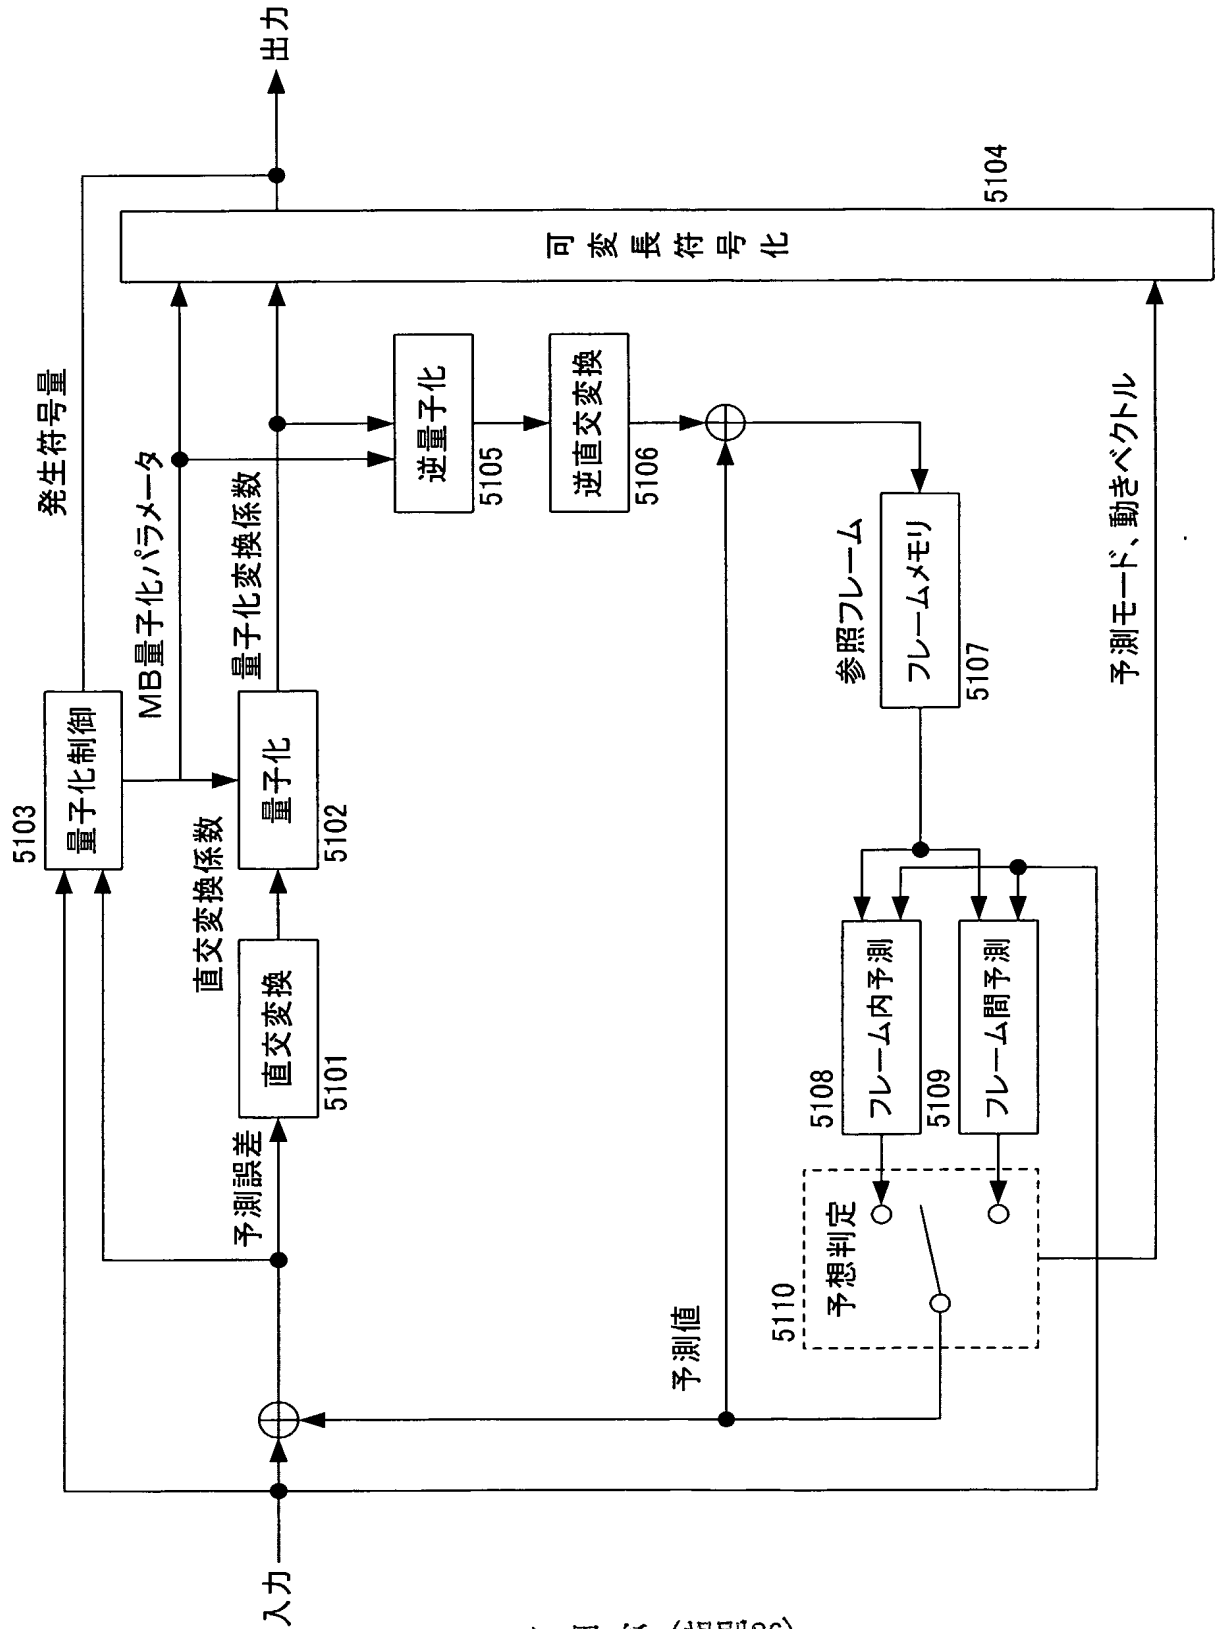 入力
予測誤差
直交変換
5101
直交変換係数
量子化
5102
5103
量子化制御
MB量子化パラメータ
量子化変換係数
発生符号量
出力
可変長符号化
5104
逆量子化
5105
逆直交変換
5106
参照フレーム
フレームメモリ
5107
5108
フレーム内予測
5109
フレーム間予測
5110
予想判定
予測値
予測モード、動きベクトル